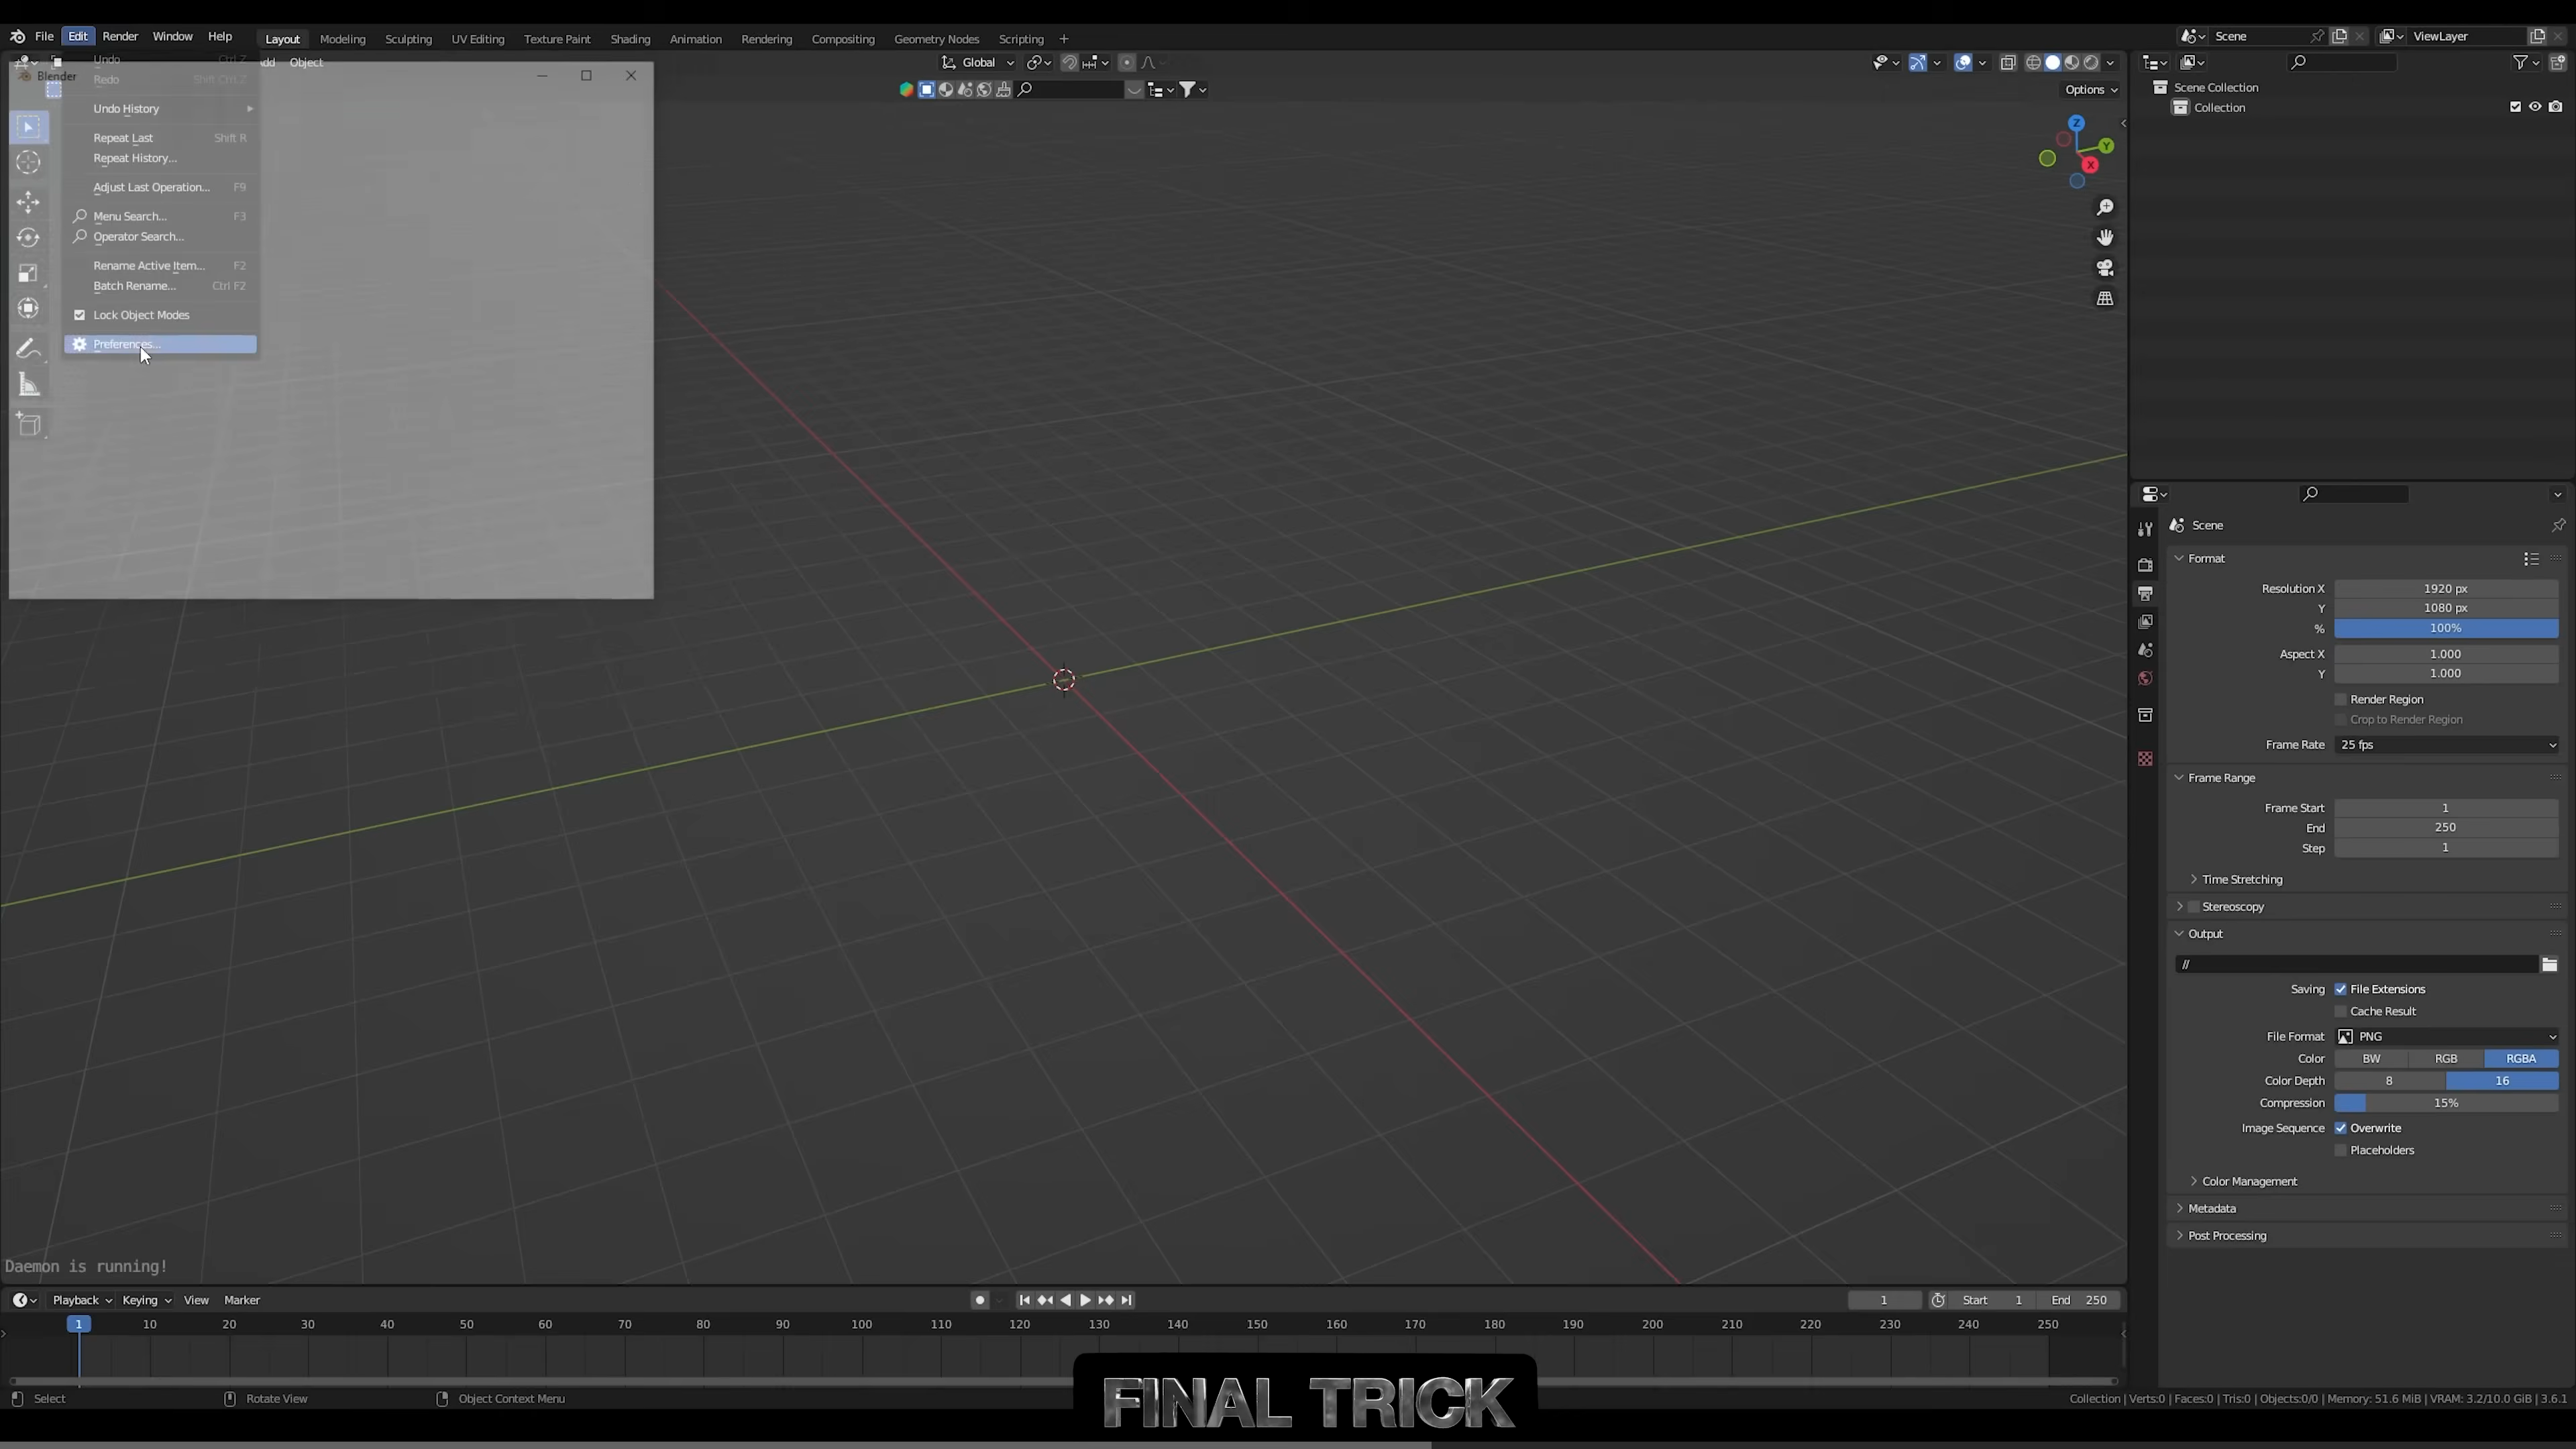 File Edit Render Window Help Layout Modeling Sculpting UV Editing Texture Paint Shading Animation Rendering Compositing Geometry Nodes Scripting + Scene ViewLayer
Undo Ctrl Z
Object
Global
Blender
Redo Shift Ctrl Z
Options
Undo History
Repeat Last Shift R
Repeat History...
Adjust Last Operation... F9
Menu Search... F3
Operator Search... 
Rename Active Item... F2
Batch Rename... Ctrl F2
Lock Object Modes
Preferences...
Z
Y
X
Scene Collection
Collection
Scene
Format
Resolution X 1920 px
Y 1080 px
% 100%
Aspect X 1.000
Y 1.000
Render Region
Crop to Render Region
Frame Rate 25 fps
Frame Range
Frame Start 1
End 250
Step 1
Time Stretching
Stereoscopy
Output
//
Saving File Extensions
Cache Result
File Format PNG
Color BW RGB RGBA
Color Depth 8 16
Compression 15%
Image Sequence Overwrite
Placeholders
Color Management
Metadata
Post Processing
Daemon is running!
Playback Keying View Marker 1 Start 1 End 250
1 10 20 30 40 50 60 70 80 90 100 110 120 130 140 150 160 170 180 190 200 210 220 230 240 250
Select Rotate View Object Context Menu
Collection | Verts:0 | Faces:0 | Tris:0 | Objects:0/0 | Memory: 51.6 MiB | VRAM: 3.2/10.0 GiB | 3.6.1
FINAL TRICK